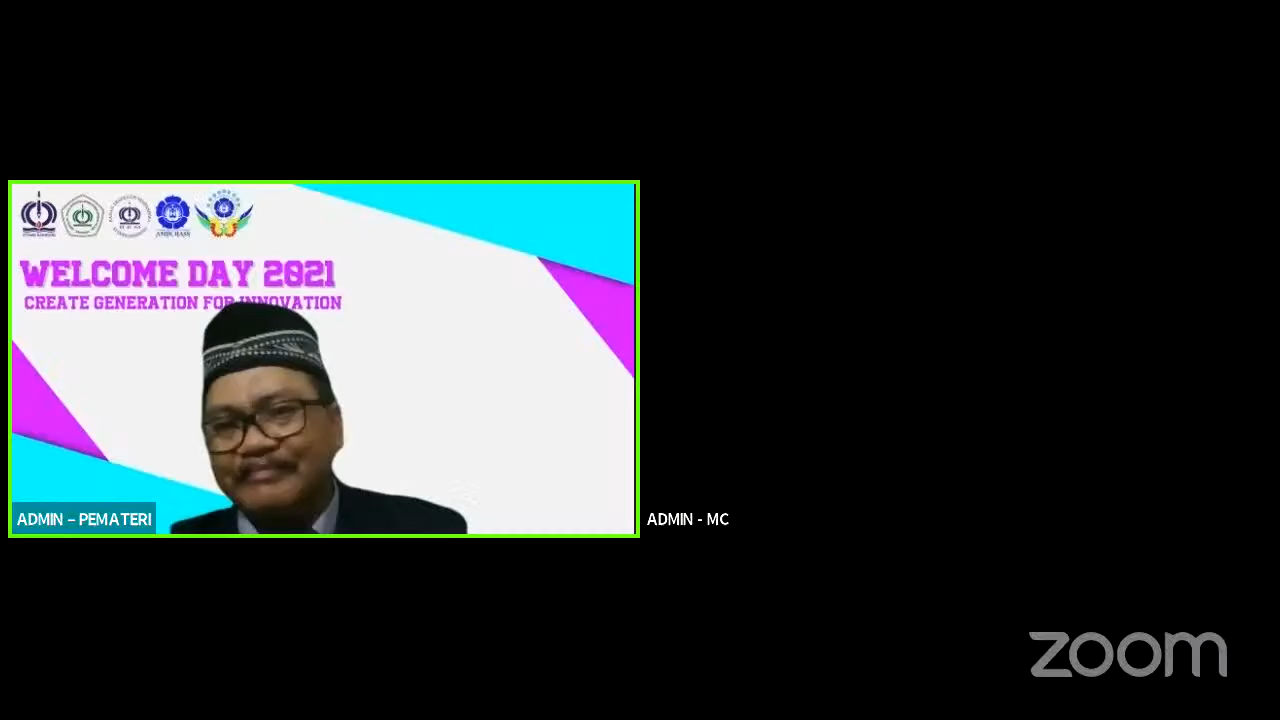 WELCOME DAY 2021
CREATE GENERATION FOR INNOVATION
ADMIN – PEMATERI
ADMIN - MC
zoom